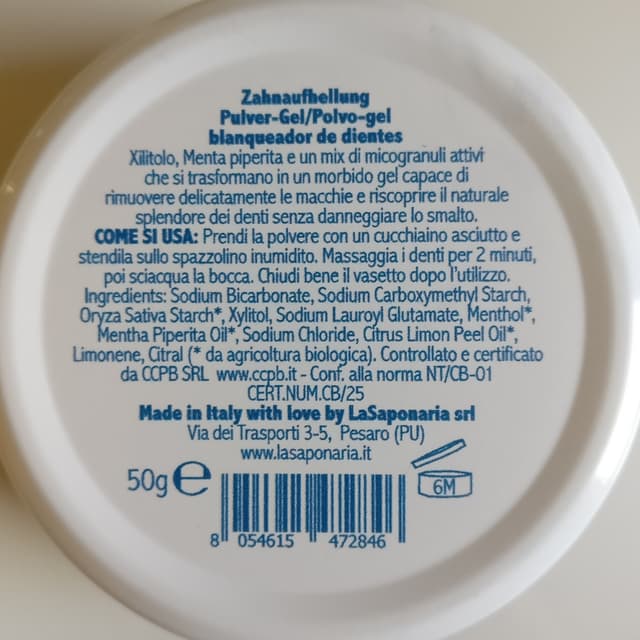 Zahnaufhellung
Pulver-Gel/Polvo-gel
blanqueador de dientes
Xilitolo, Menta piperita e un mix di micogranuli attivi
che si trasformano in un morbido gel capace di
rimuovere delicatamente le macchie e riscoprire il naturale
splendore dei denti senza danneggiare lo smalto.
COME SI USA: Prendi la polvere con un cucchiaino asciutto e
stendila sullo spazzolino inumidito. Massaggia i denti per 2 minuti,
poi sciacqua la bocca. Chiudi bene il vasetto dopo l'utilizzo.
Ingredients: Sodium Bicarbonate, Sodium Carboxymethyl Starch,
Oryza Sativa Starch*, Xylitol, Sodium Lauroyl Glutamate, Menthol*,
Mentha Piperita Oil*, Sodium Chloride, Citrus Limon Peel Oil*,
Limonene, Citral (* da agricoltura biologica). Controllato e certificato
da CCPB SRL www.ccpb.it - Conf. alla norma NT/CB-01
CERT.NUM.CB/25
Made in Italy with love by LaSaponaria srl
Via dei Trasporti 3-5, Pesaro (PU)
www.lasaponaria.it
50g e
6M
8 054615 472846